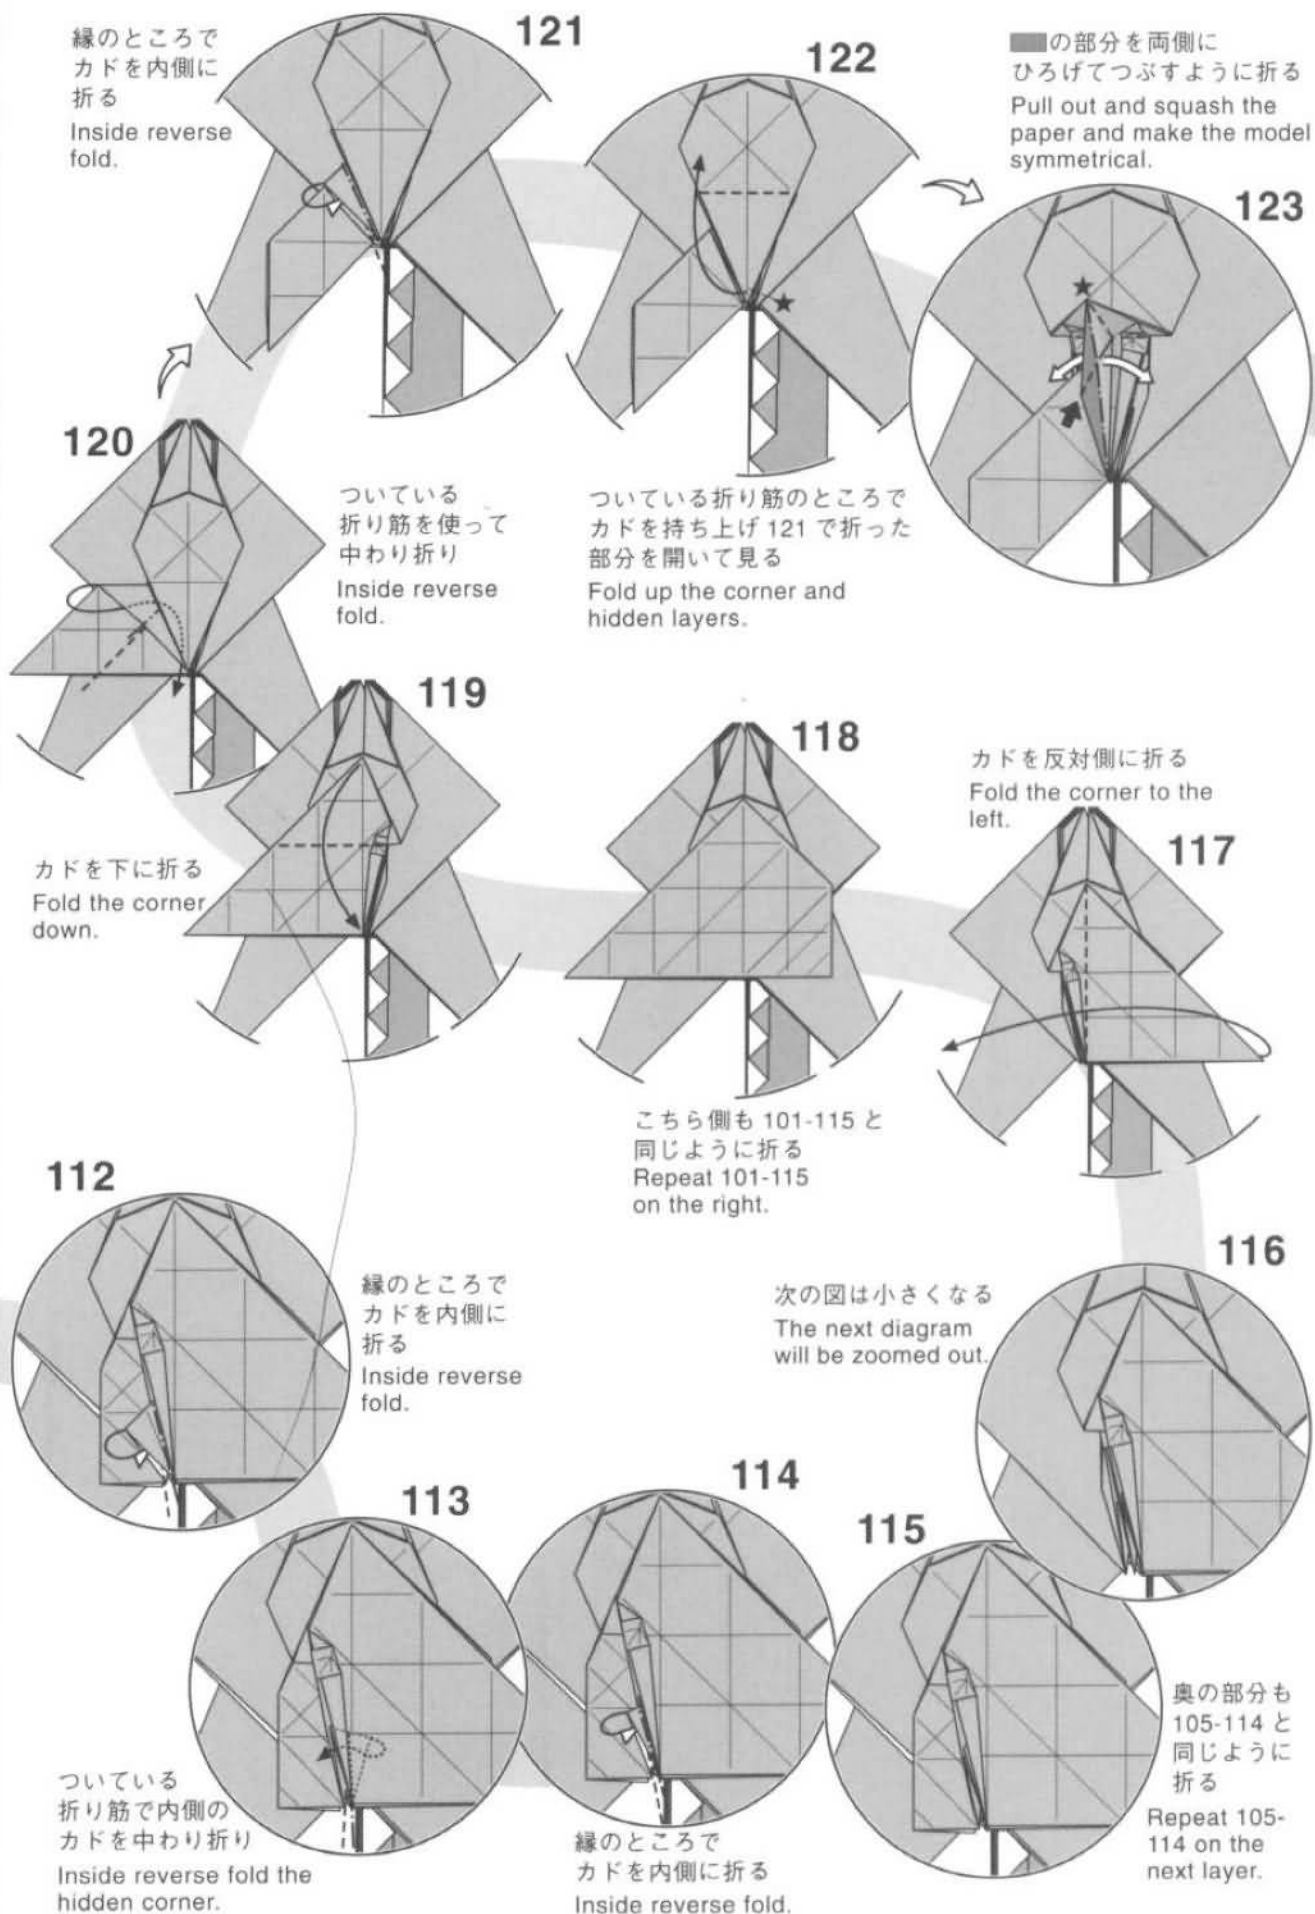 112
縁のところで
カドを内側に
折る
Inside reverse
fold.
113
ついている
折り筋で内側の
カドを中わり折り
Inside reverse fold the
hidden corner.
114
縁のところで
カドを内側に折る
Inside reverse fold.
115
奥の部分も
105-114 と
同じように
折る
Repeat 105-
114 on the
next layer.
116
次の図は小さくなる
The next diagram
will be zoomed out.
117
カドを反対側に折る
Fold the corner to the
left.
118
こちら側も 101-115 と
同じように折る
Repeat 101-115
on the right.
119
カドを下に折る
Fold the corner
down.
120
ついている
折り筋を使って
中わり折り
Inside reverse
fold.
121
縁のところで
カドを内側に
折る
Inside reverse
fold.
122
ついている折り筋のところで
カドを持ち上げ 121 で折った
部分を開いて見る
Fold up the corner and
hidden layers.
123
の部分を両側に
ひろげてつぶすように折る
Pull out and squash the
paper and make the model
symmetrical.